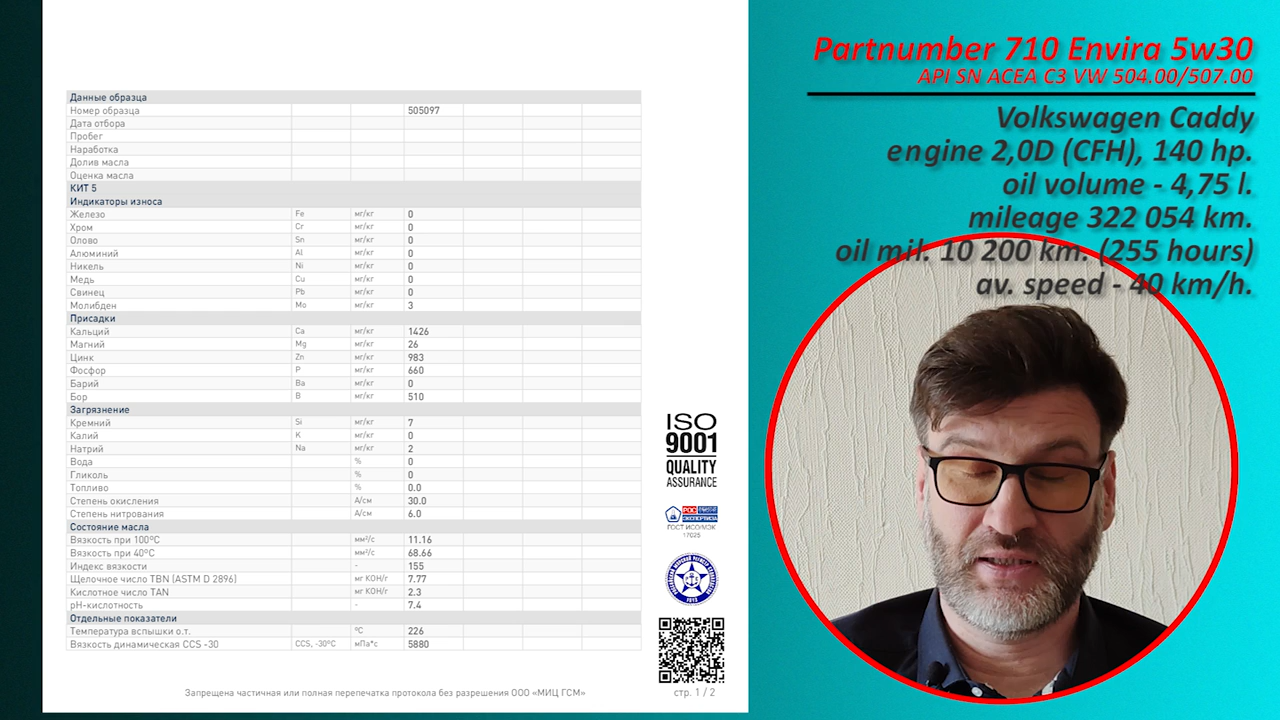 Partnumber 710 Envira 5w30
API SN ACEA C3 VW 504.00/507.00
Volkswagen Caddy
engine 2,0D (CFH), 140 hp.
oil volume - 4,75 l.
mileage 322 054 km.
oil mil. 10 200 km. (255 hours)
av. speed - 40 km/h.
Данные образца
Номер образца 505097
Дата отбора
Пробег
Наработка
Долив масла
Оценка масла
КИТ 5
Индикаторы износа
Железо Fe мг/кг 0
Хром Cr мг/кг 0
Олово Sn мг/кг 0
Алюминий Al мг/кг 0
Никель Ni мг/кг 0
Медь Cu мг/кг 0
Свинец Pb мг/кг 0
Молибден Mo мг/кг 3
Присадки
Кальций Ca мг/кг 1426
Магний Mg мг/кг 26
Цинк Zn мг/кг 983
Фосфор P мг/кг 660
Барий Ba мг/кг 0
Бор B мг/кг 510
Загрязнение
Кремний Si мг/кг 7
Калий K мг/кг 0
Натрий Na мг/кг 2
Вода % 0
Гликоль % 0
Топливо % 0.0
Степень окисления А/см 30.0
Степень нитрования А/см 6.0
Состояние масла
Вязкость при 100°C мм²/с 11.16
Вязкость при 40°C мм²/с 68.66
Индекс вязкости - 155
Щелочное число TBN (ASTM D 2896) мг KOH/г 7.77
Кислотное число TAN мг KOH/г 2.3
pH-кислотность - 7.4
Отдельные показатели
Температура вспышки о.т. °C 226
Вязкость динамическая CCS -30 CCS, -30°C мПа*с 5880
ISO
9001
QUALITY
ASSURANCE
ГОСТ ИСО/МЭК
17025
Запрещена частичная или полная перепечатка протокола без разрешения ООО «МИЦ ГСМ»
стр. 1 / 2